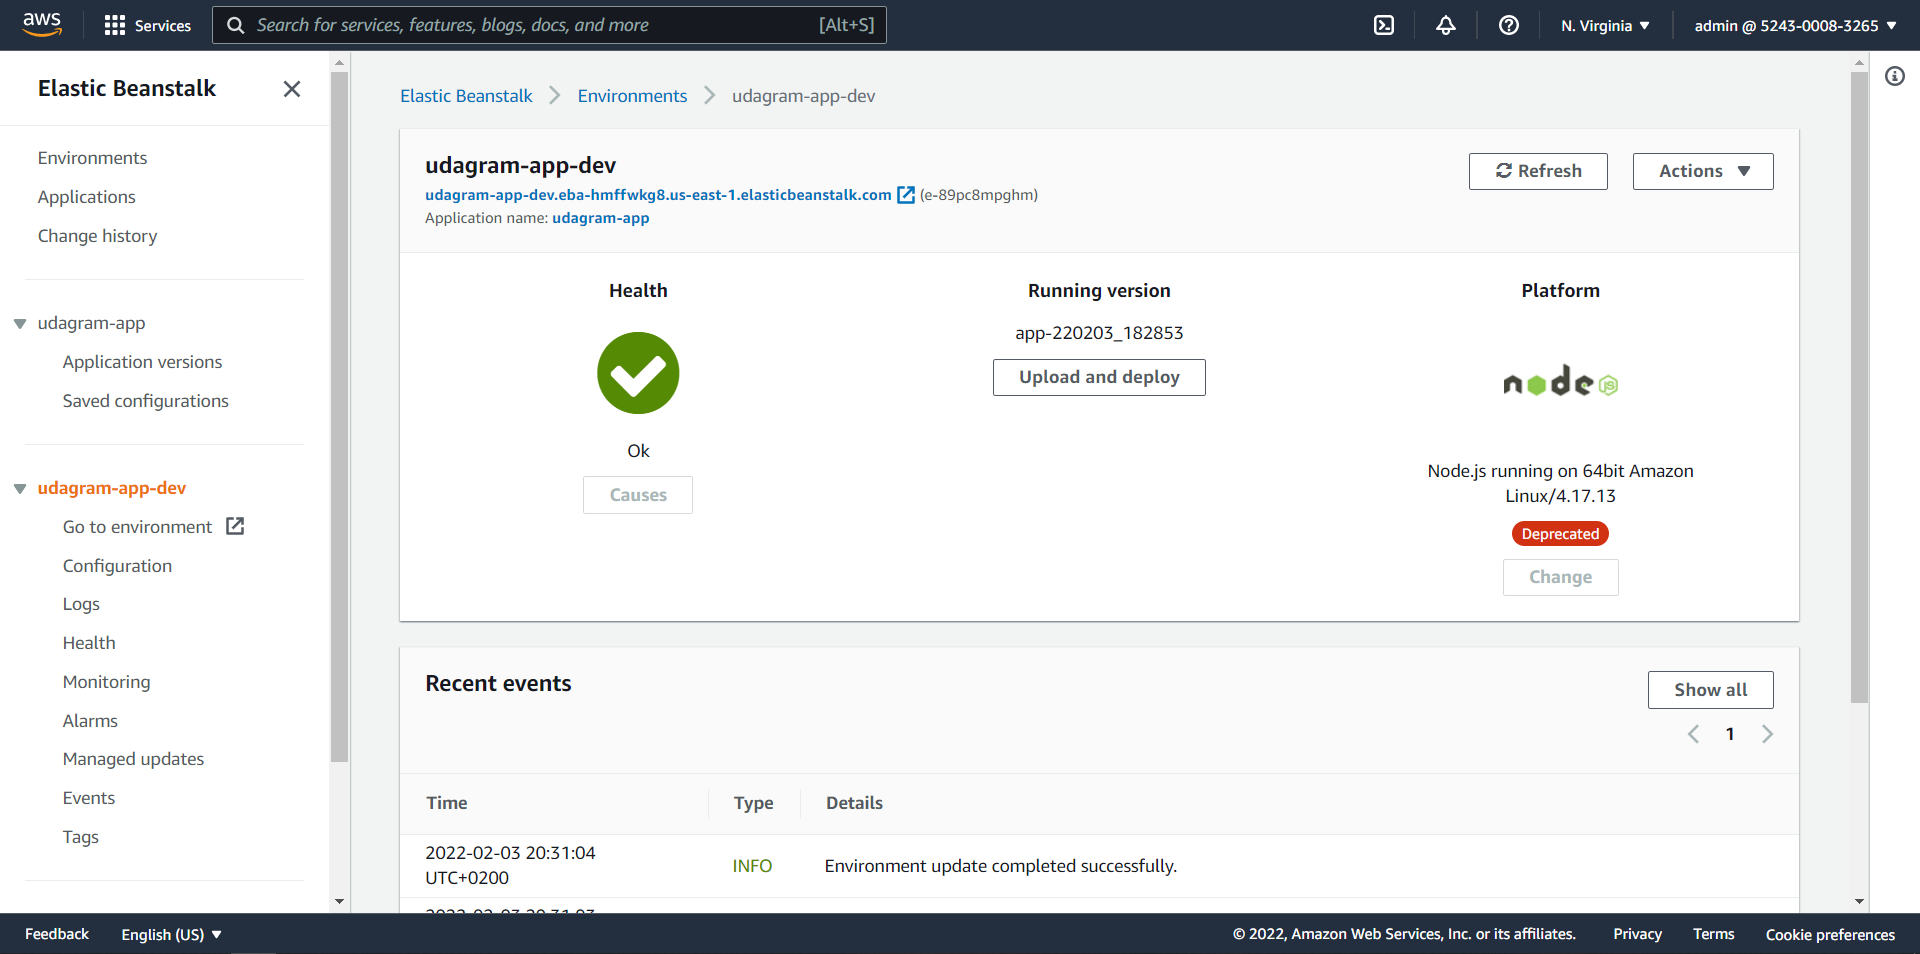 aws
Services
Search for services, features, blogs, docs, and more
[Alt+S]
N. Virginia
admin @ 5243-0008-3265
Elastic Beanstalk
Environments
Applications
Change history
udagram-app
Application versions
Saved configurations
udagram-app-dev
Go to environment
Configuration
Logs
Health
Monitoring
Alarms
Managed updates
Events
Tags
Elastic Beanstalk
Environments
udagram-app-dev
udagram-app-dev
udagram-app-dev.eba-hmffwkg8.us-east-1.elasticbeanstalk.com (e-89pc8mpghm)
Application name: udagram-app
Refresh
Actions
Health
Ok
Causes
Running version
app-220203_182853
Upload and deploy
Platform
node JS
Node.js running on 64bit Amazon
Linux/4.17.13
Deprecated
Change
Recent events
Show all
1
Time
Type
Details
2022-02-03 20:31:04
UTC+0200
INFO
Environment update completed successfully.
Feedback
English (US)
© 2022, Amazon Web Services, Inc. or its affiliates.
Privacy
Terms
Cookie preferences